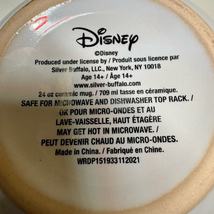 Disney
©Disney
Produced under license by / Produit sous licence par
Silver Buffalo, LLC., New York, NY 10018
Age 14+ / Âge 14+
www.silver-buffalo.com
24 oz ceramic mug. / 709 ml tasse en céramique.
SAFE FOR MICROWAVE AND DISHWASHER TOP RACK. /
OK POUR MICRO-ONDES ET AU
LAVE-VAISSELLE, HAUT ÉTAGÈRE
MAY GET HOT IN MICROWAVE. /
PEUT DEVENIR CHAUD AU MICRO-ONDES.
Made in China. / Fabriqué en Chine.
WRDP151933112021